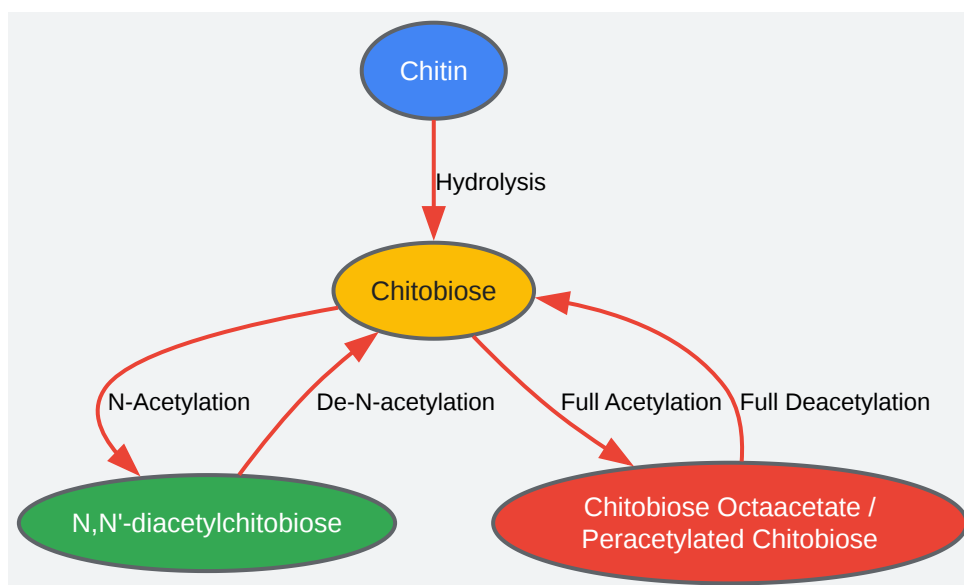 Chitin
Hydrolysis
Chitobiose
N-Acetylation
De-N-acetylation
Full Acetylation
Full Deacetylation
N,N'-diacetylchitobiose
Chitobiose Octaacetate /
Peracetylated Chitobiose